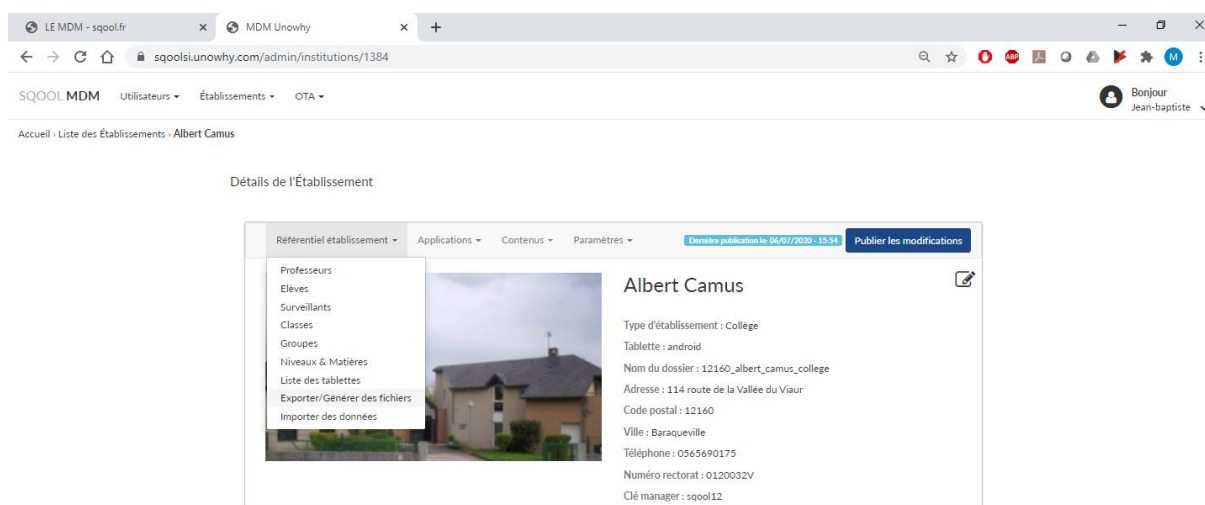 LE MDM - sqool.fr
MDM Unowhy
sqoolsi.unowhy.com/admin/institutions/1384
ABP
M
SQOOL MDM Utilisateurs Établissements OTA
Bonjour
Jean-baptiste
Accueil › Liste des Établissements › Albert Camus
Détails de l'Établissement
Référentiel établissement Applications Contenus Paramètres Dernière publication le: 06/07/2020 - 15:54 Publier les modifications
Professeurs
Elèves
Surveillants
Classes
Groupes
Niveaux & Matières
Liste des tablettes
Exporter/Générer des fichiers
Importer des données
Albert Camus
Type d'établissement : Collège
Tablette : android
Nom du dossier : 12160_albert_camus_college
Adresse : 114 route de la Vallée du Viaur
Code postal : 12160
Ville : Baraqueville
Téléphone : 0565690175
Numéro rectorat : 0120032V
Clé manager : sqool12